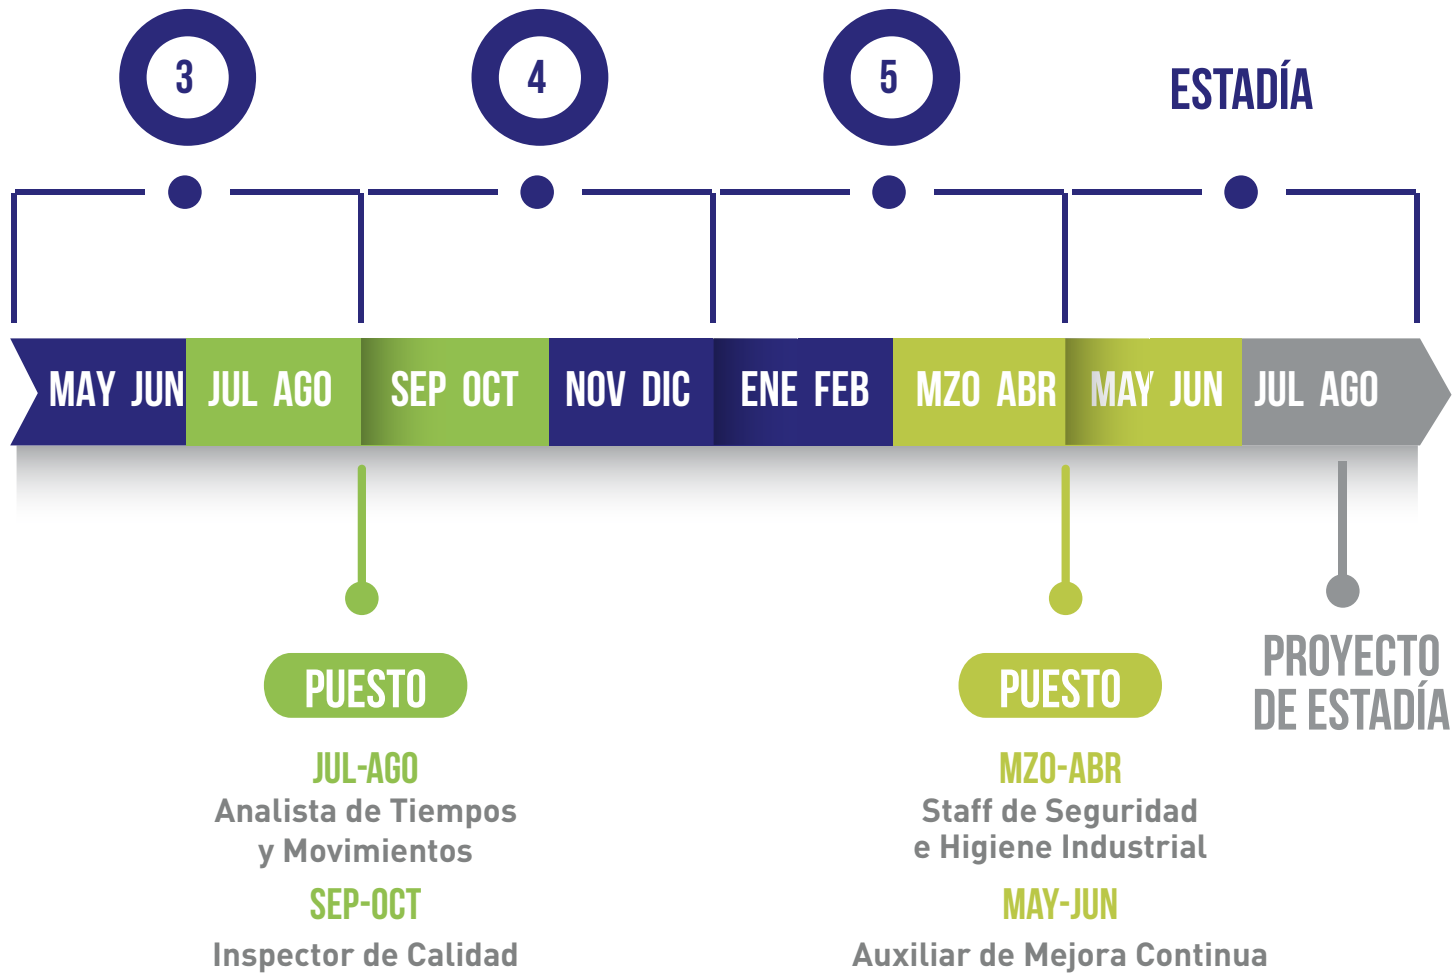 3
4
5
ESTADÍA
MAY JUN JUL AGO SEP OCT NOV DIC ENE FEB MZO ABR MAY JUN JUL AGO
PUESTO
JUL-AGO
Analista de Tiempos
y Movimientos
SEP-OCT
Inspector de Calidad
PUESTO
MZO-ABR
Staff de Seguridad
e Higiene Industrial
MAY-JUN
Auxiliar de Mejora Continua
PROYECTO
DE ESTADÍA